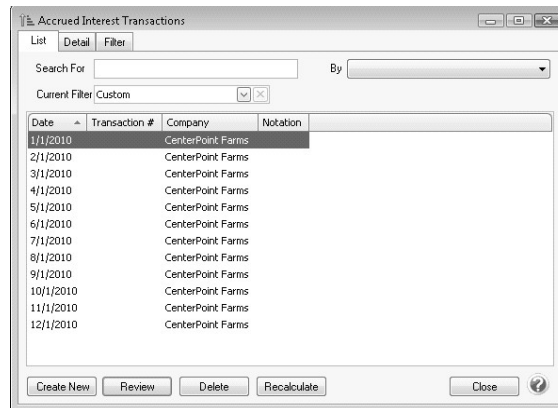 Accrued Interest Transactions
List Detail Filter
Search For By
Current Filter Custom
Date Transaction # Company Notation
1/1/2010 CenterPoint Farms
2/1/2010 CenterPoint Farms
3/1/2010 CenterPoint Farms
4/1/2010 CenterPoint Farms
5/1/2010 CenterPoint Farms
6/1/2010 CenterPoint Farms
7/1/2010 CenterPoint Farms
8/1/2010 CenterPoint Farms
9/1/2010 CenterPoint Farms
10/1/2010 CenterPoint Farms
11/1/2010 CenterPoint Farms
12/1/2010 CenterPoint Farms
Create New Review Delete Recalculate Close ?